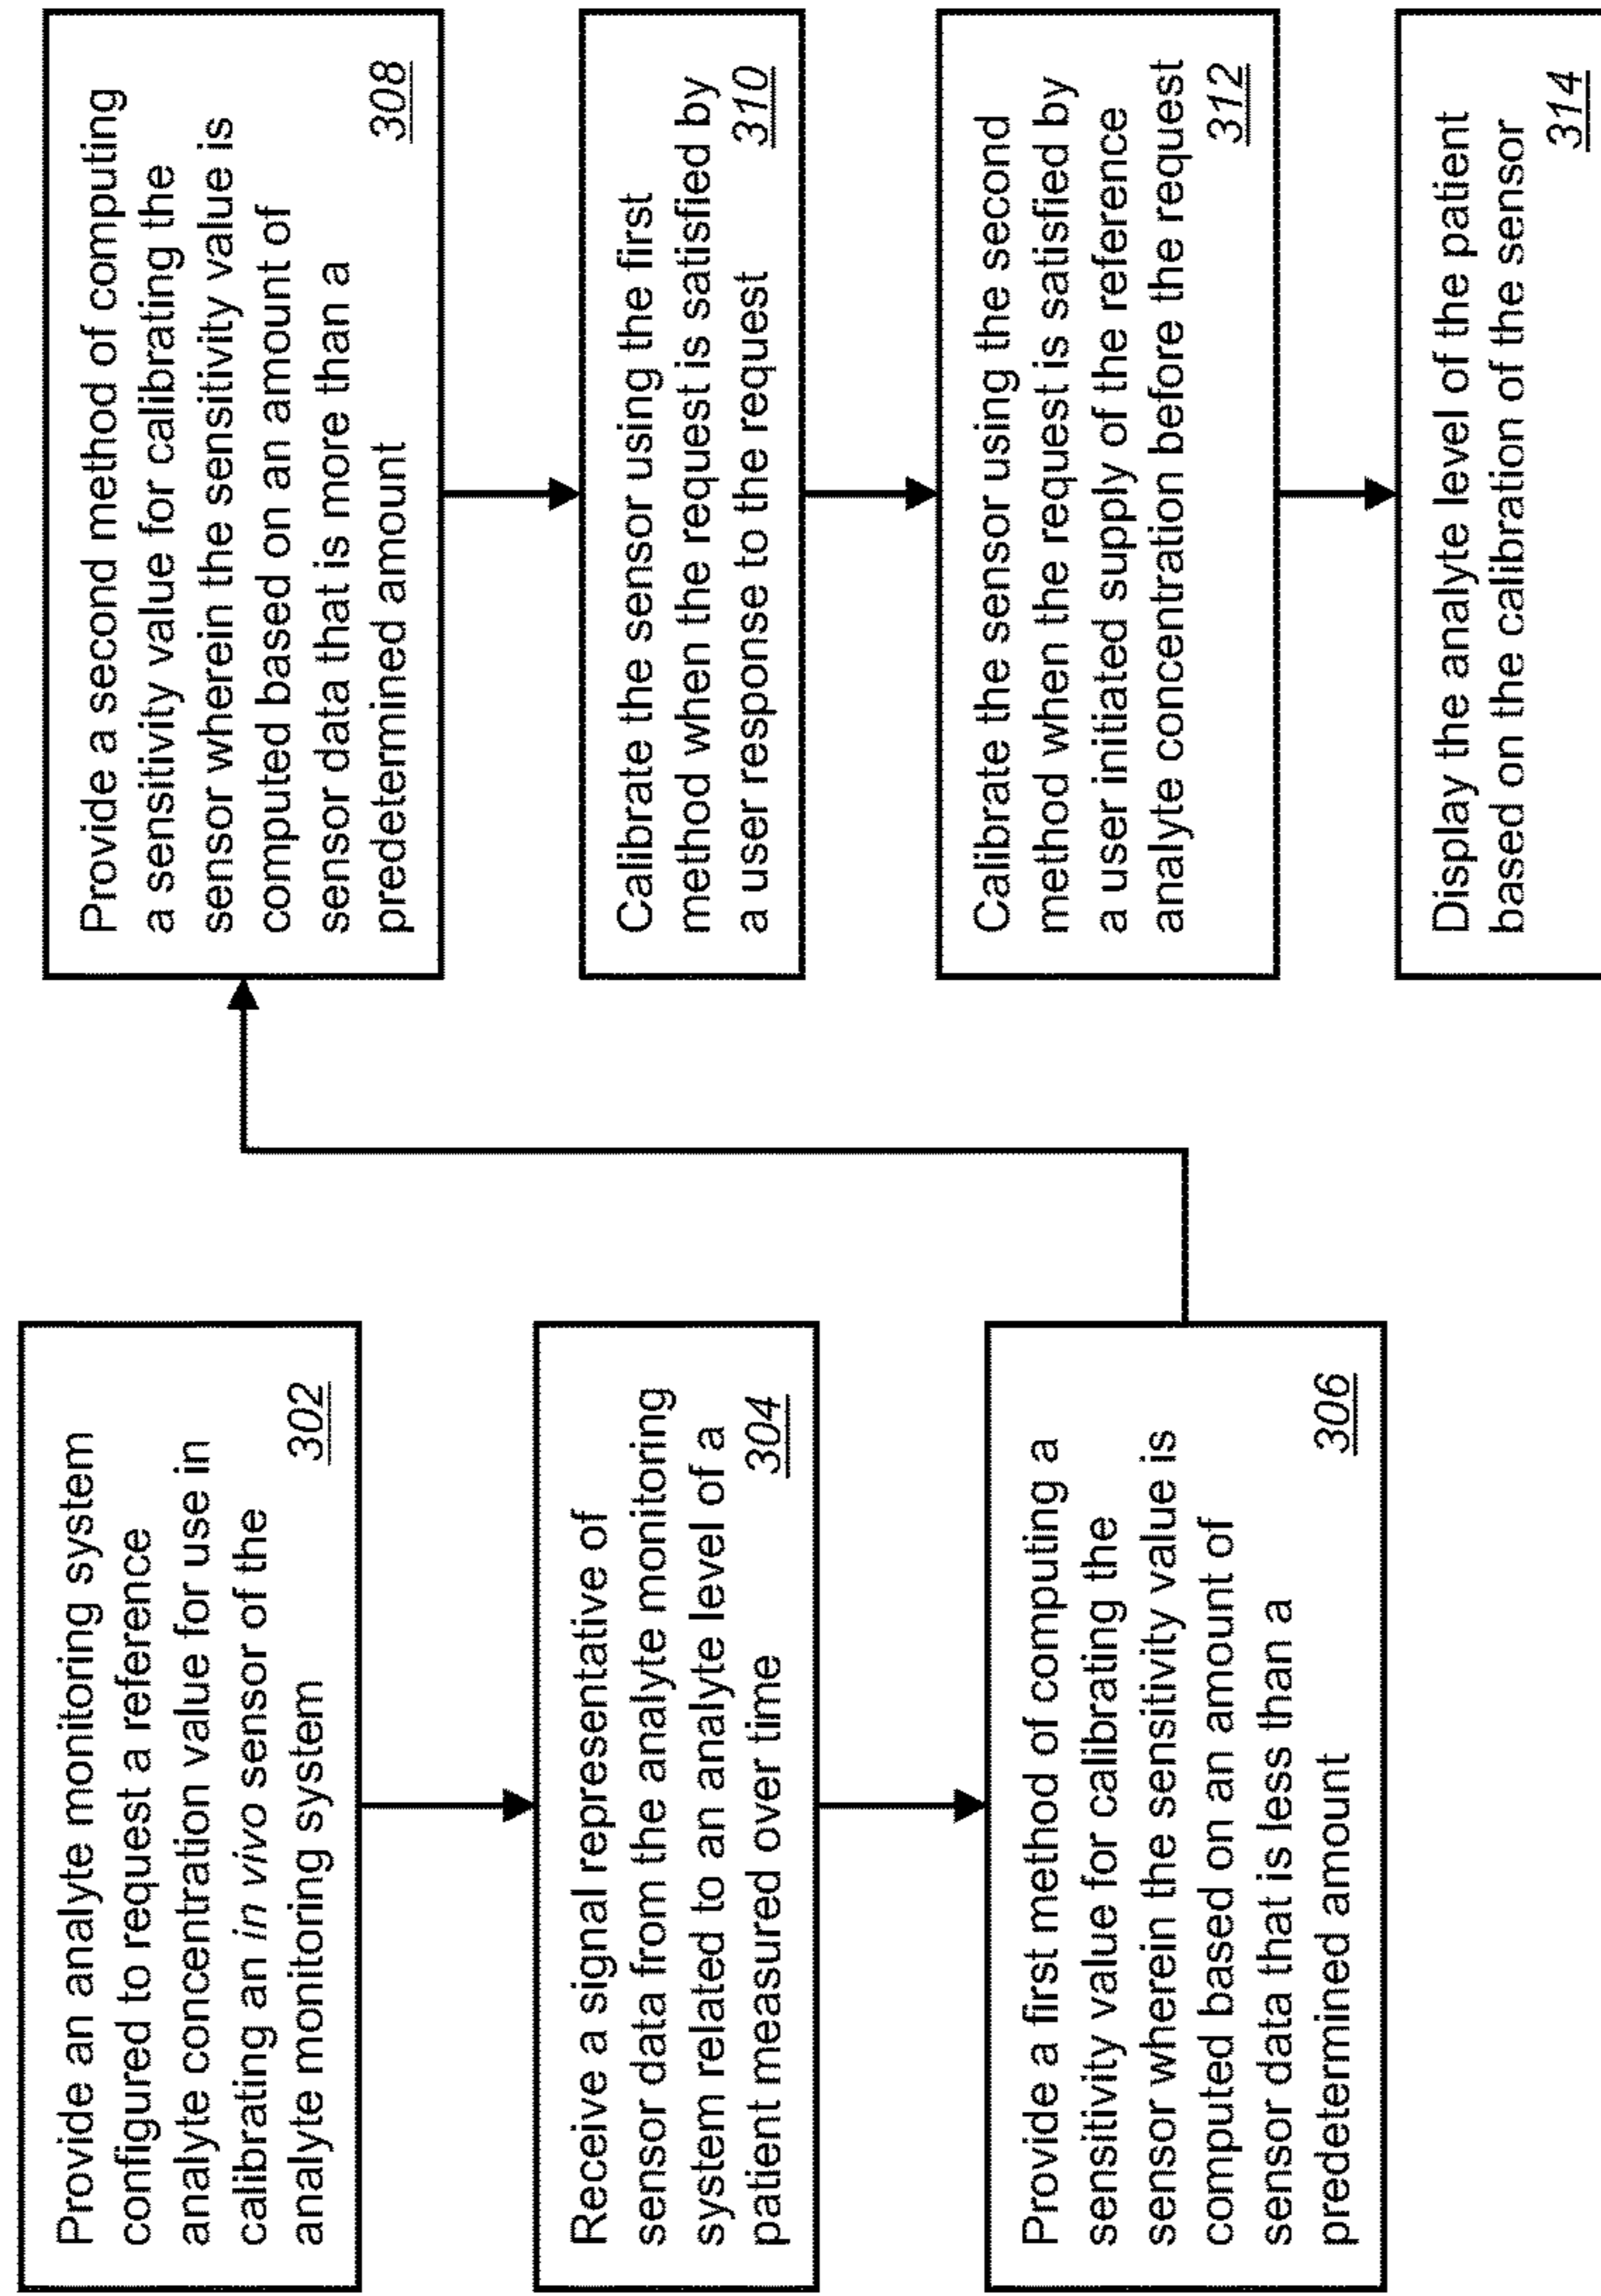 Provide an analyte monitoring system
configured to request a reference
analyte concentration value for use in
calibrating an in vivo sensor of the
analyte monitoring system
302
Receive a signal representative of
sensor data from the analyte monitoring
system related to an analyte level of a
patient measured over time
304
Provide a first method of computing a
sensitivity value for calibrating the
sensor wherein the sensitivity value is
computed based on an amount of
sensor data that is less than a
predetermined amount
306
Provide a second method of computing
a sensitivity value for calibrating the
sensor wherein the sensitivity value is
computed based on an amount of
sensor data that is more than a
predetermined amount
308
Calibrate the sensor using the first
method when the request is satisfied by
a user response to the request
310
Calibrate the sensor using the second
method when the request is satisfied by
a user initiated supply of the reference
analyte concentration before the request
312
Display the analyte level of the patient
based on the calibration of the sensor
314